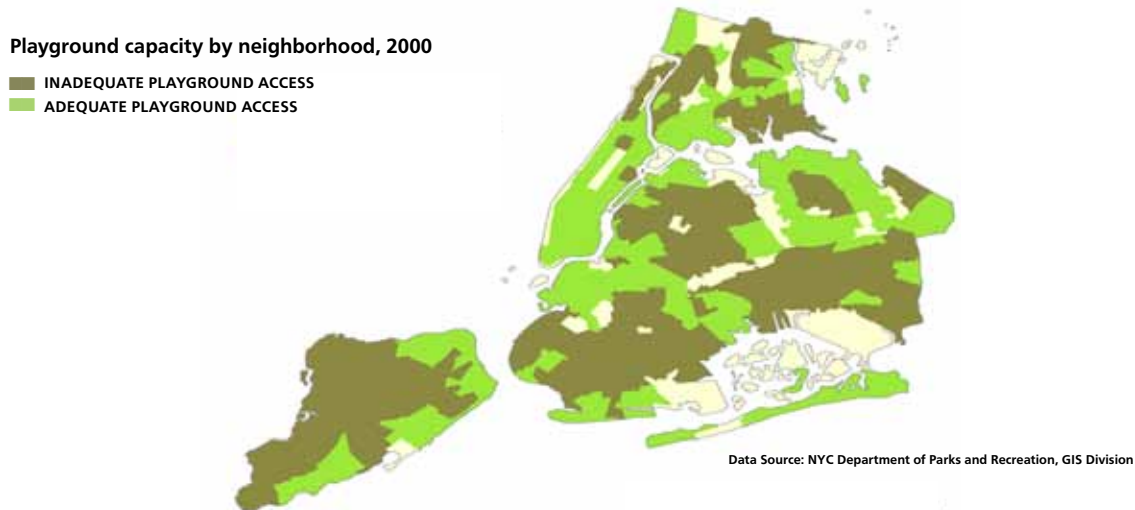 Playground capacity by neighborhood, 2000
INADEQUATE PLAYGROUND ACCESS
ADEQUATE PLAYGROUND ACCESS
Data Source: NYC Department of Parks and Recreation, GIS Division